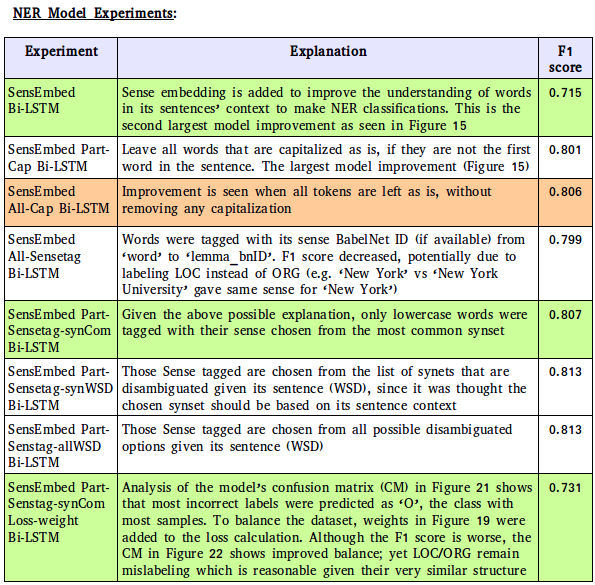 NER Model Experiments:
Experiment Explanation F1 score
SensEmbed
Bi-LSTM
Sense embedding is added to improve the understanding of words
in its sentences' context to make NER classifications. This is the
second largest model improvement as seen in Figure 15
0.715
SensEmbed Part-
Cap Bi-LSTM
Leave all words that are capitalized as is, if they are not the first
word in the sentence. The largest model improvement (Figure 15)
0.801
SensEmbed
All-Cap Bi-LSTM
Improvement is seen when all tokens are left as is, without
removing any capitalization
0.806
SensEmbed
All-Sensetag
Bi-LSTM
Words were tagged with its sense BabelNet ID (if available) from
'word' to 'lemma_bnID'. F1 score decreased, potentially due to
labeling LOC instead of ORG (e.g. 'New York' vs 'New York
University' gave same sense for 'New York')
0.799
SensEmbed Part-
Sensetag-synCom
Bi-LSTM
Given the above possible explanation, only lowercase words were
tagged with their sense chosen from the most common synset
0.807
SensEmbed Part-
Sensetag-synWSD
Bi-LSTM
Those Sense tagged are chosen from the list of synets that are
disambiguated given its sentence (WSD), since it was thought the
chosen synset should be based on its sentence context
0.813
SensEmbed Part-
Senstag-allWSD
Bi-LSTM
Those Sense tagged are chosen from all possible disambiguated
options given its sentence (WSD)
0.813
SensEmbed Part-
Senstag-synCom
Loss-weight
Bi-LSTM
Analysis of the model's confusion matrix (CM) in Figure 21 shows
that most incorrect labels were predicted as 'O', the class with
most samples. To balance the dataset, weights in Figure 19 were
added to the loss calculation. Although the F1 score is worse, the
CM in Figure 22 shows improved balance; yet LOC/ORG remain
mislabeling which is reasonable given their very similar structure
0.731